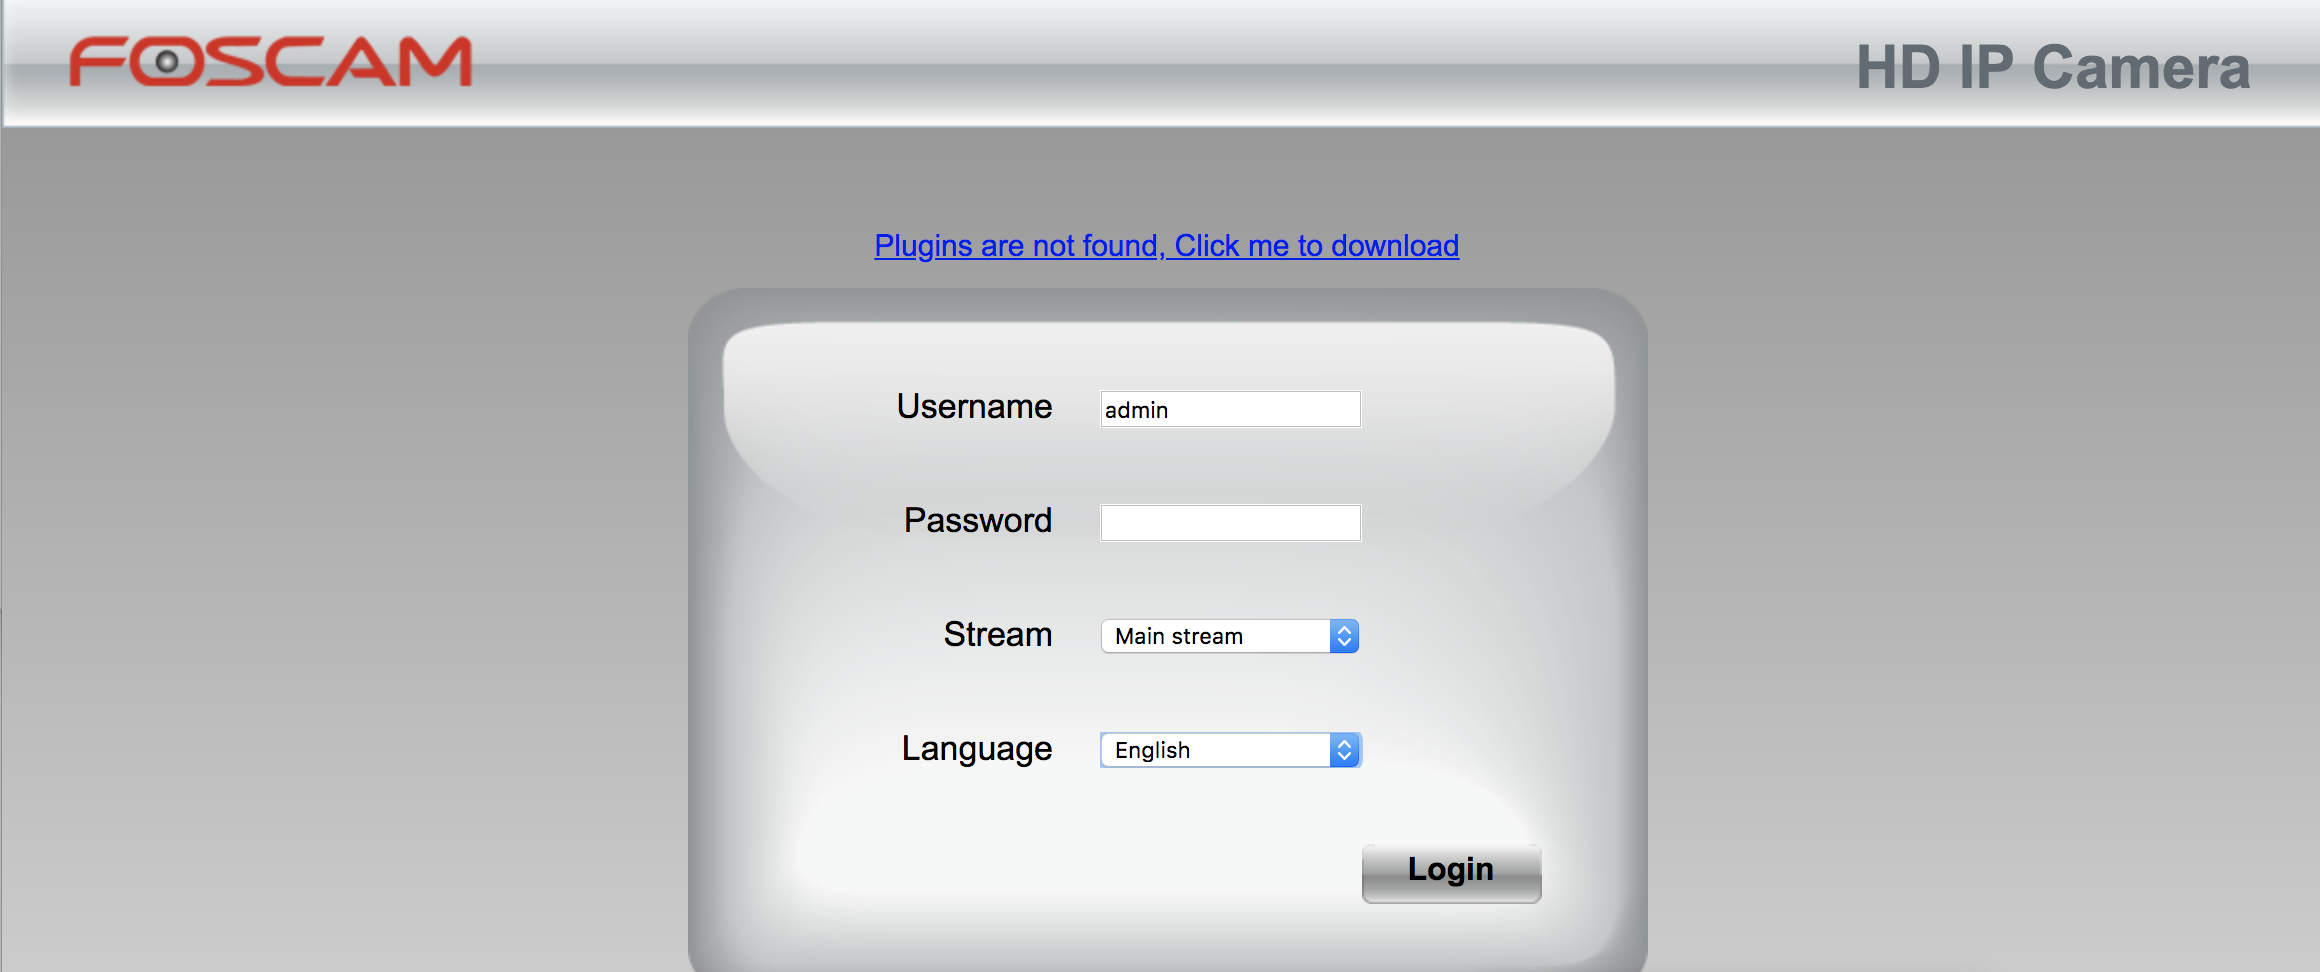 FOSCAM
HD IP Camera
Plugins are not found, Click me to download
Username admin
Password
Stream Main stream
Language English
Login